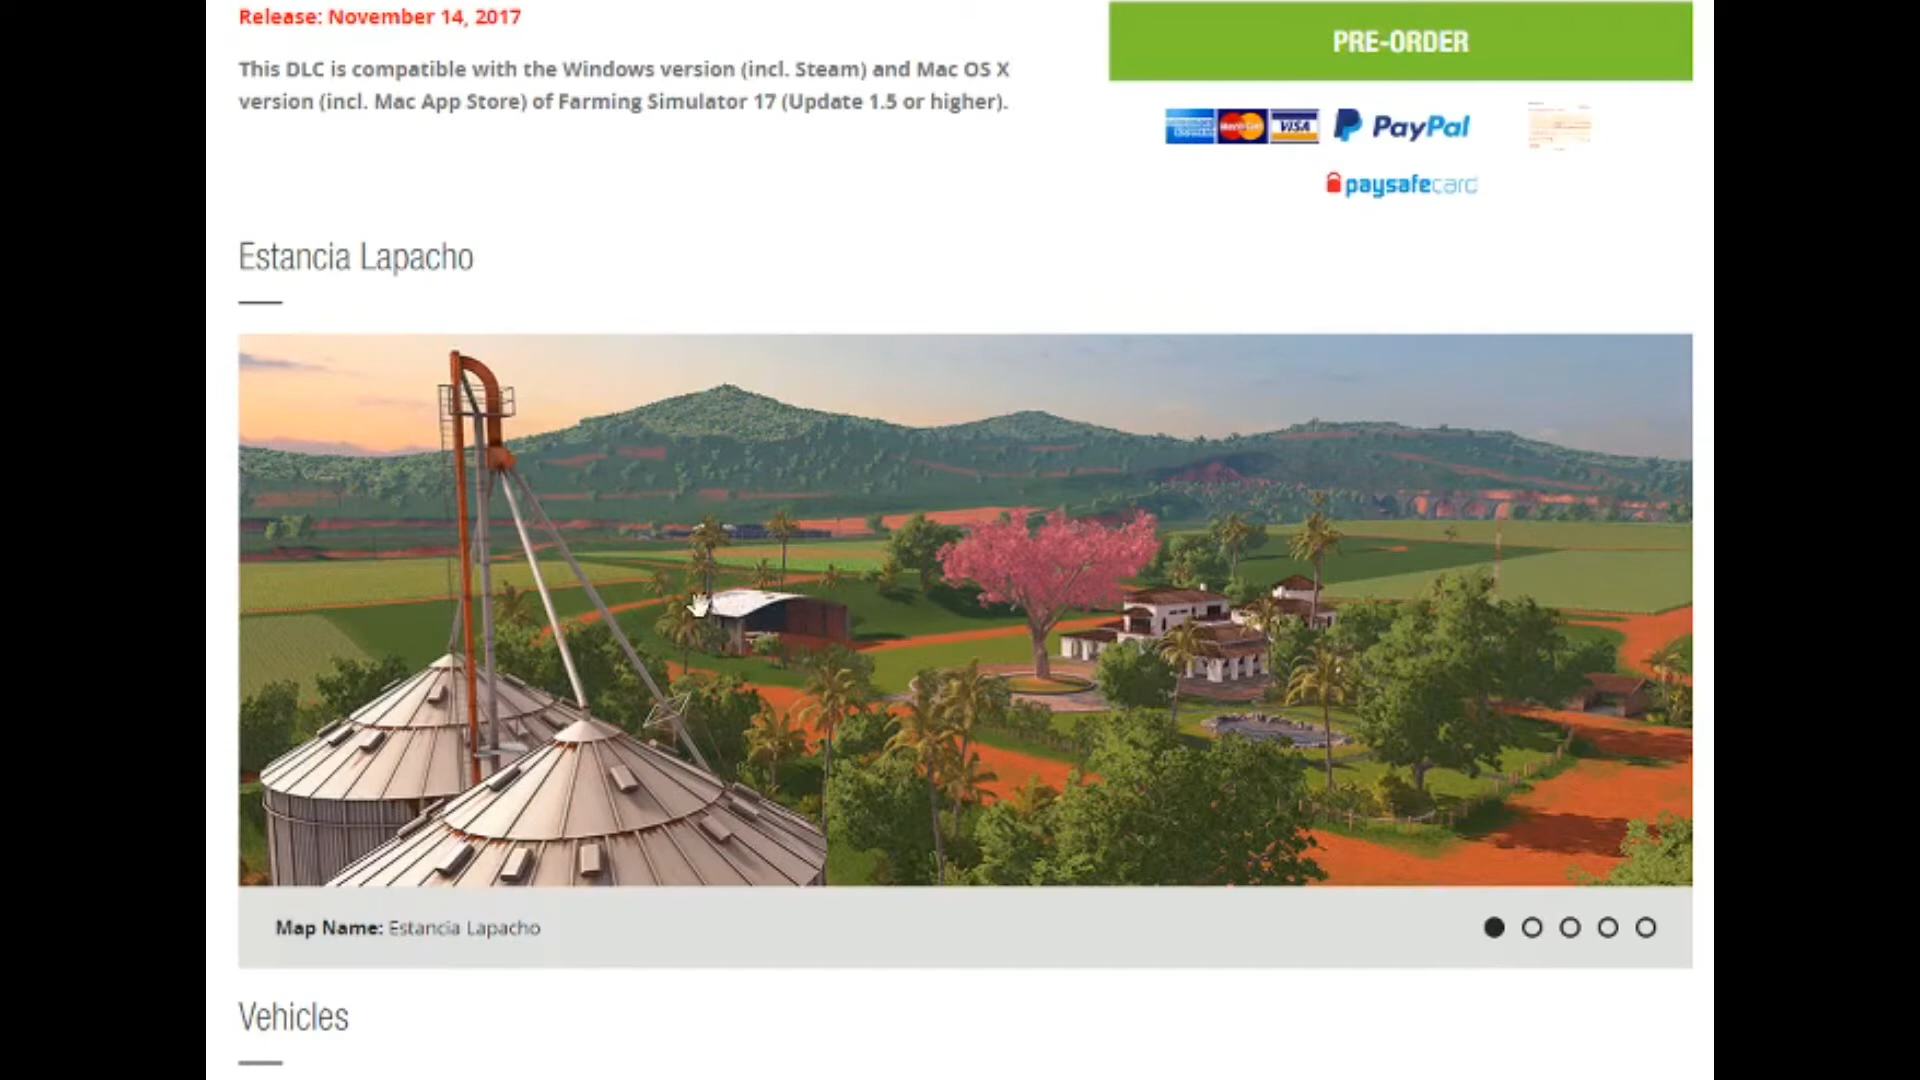 Release: November 14, 2017
This DLC is compatible with the Windows version (incl. Steam) and Mac OS X
version (incl. Mac App Store) of Farming Simulator 17 (Update 1.5 or higher).
PRE-ORDER
MasterCard VISA PayPal
paysafecard
Estancia Lapacho
Map Name: Estancia Lapacho
Vehicles